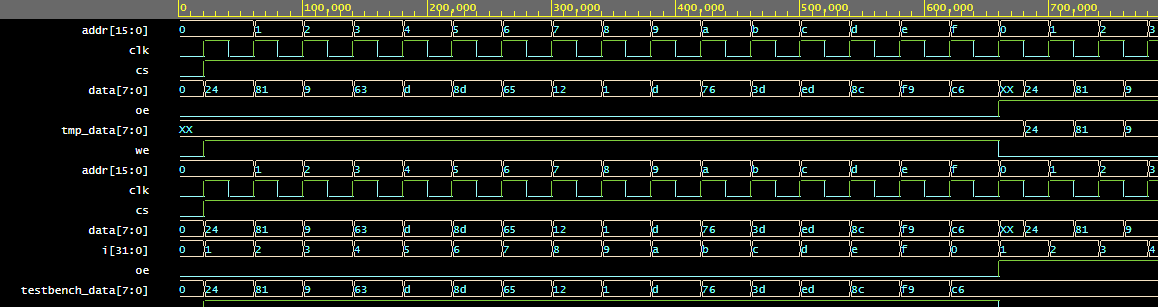 0 100,000 200,000 300,000 400,000 500,000 600,000 700,000
addr[15:0] 0 1 2 3 4 5 6 7 8 9 a b c d e f 0 1 2 3
clk
cs
data[7:0] 0 24 81 9 63 d 8d 65 12 1 d 76 3d ed 8c f9 c6 XX 24 81 9
oe
tmp_data[7:0] XX 24 81 9
we
addr[15:0] 0 1 2 3 4 5 6 7 8 9 a b c d e f 0 1 2 3
clk
cs
data[7:0] 0 24 81 9 63 d 8d 65 12 1 d 76 3d ed 8c f9 c6 XX 24 81 9
i[31:0] 0 1 2 3 4 5 6 7 8 9 a b c d e f 0 1 2 3 4
oe
testbench_data[7:0] 0 24 81 9 63 d 8d 65 12 1 d 76 3d ed 8c f9 c6